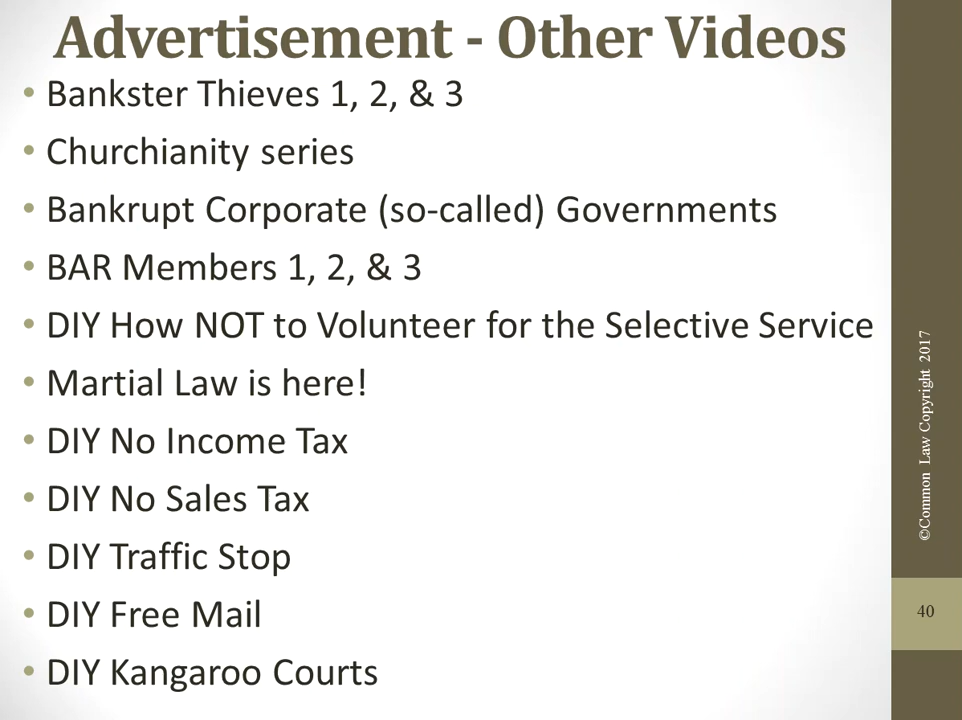 Advertisement - Other Videos
• Bankster Thieves 1, 2, & 3
• Churchianity series
• Bankrupt Corporate (so-called) Governments
• BAR Members 1, 2, & 3
• DIY How NOT to Volunteer for the Selective Service
• Martial Law is here!
• DIY No Income Tax
• DIY No Sales Tax
• DIY Traffic Stop
• DIY Free Mail
• DIY Kangaroo Courts
©Common Law Copyright 2017
40